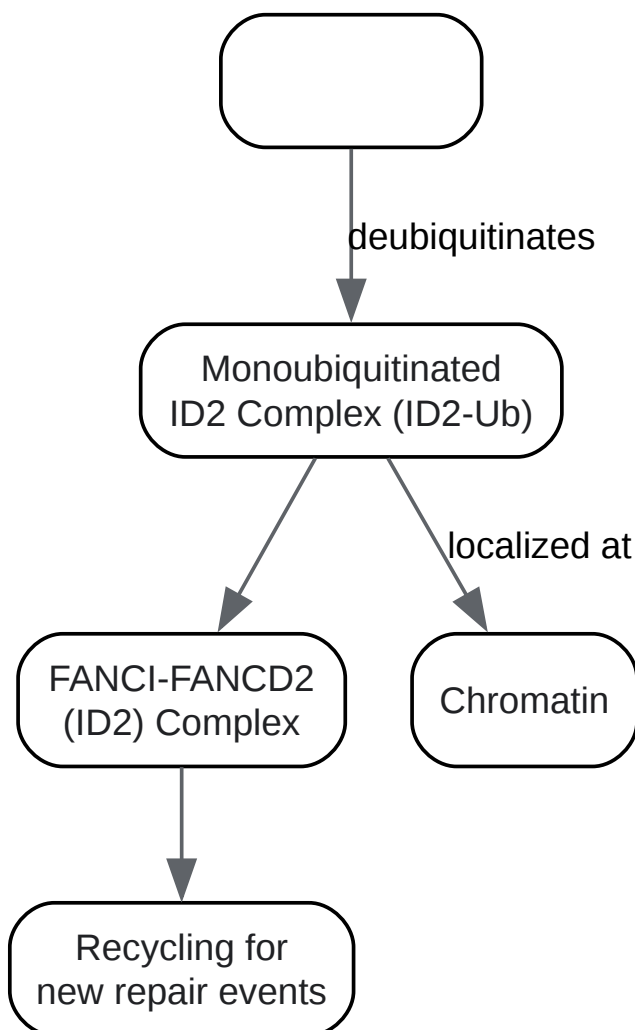 deubiquitinates
Monoubiquitinated
ID2 Complex (ID2-Ub)
localized at
FANCI-FANCD2
(ID2) Complex
Chromatin
Recycling for
new repair events